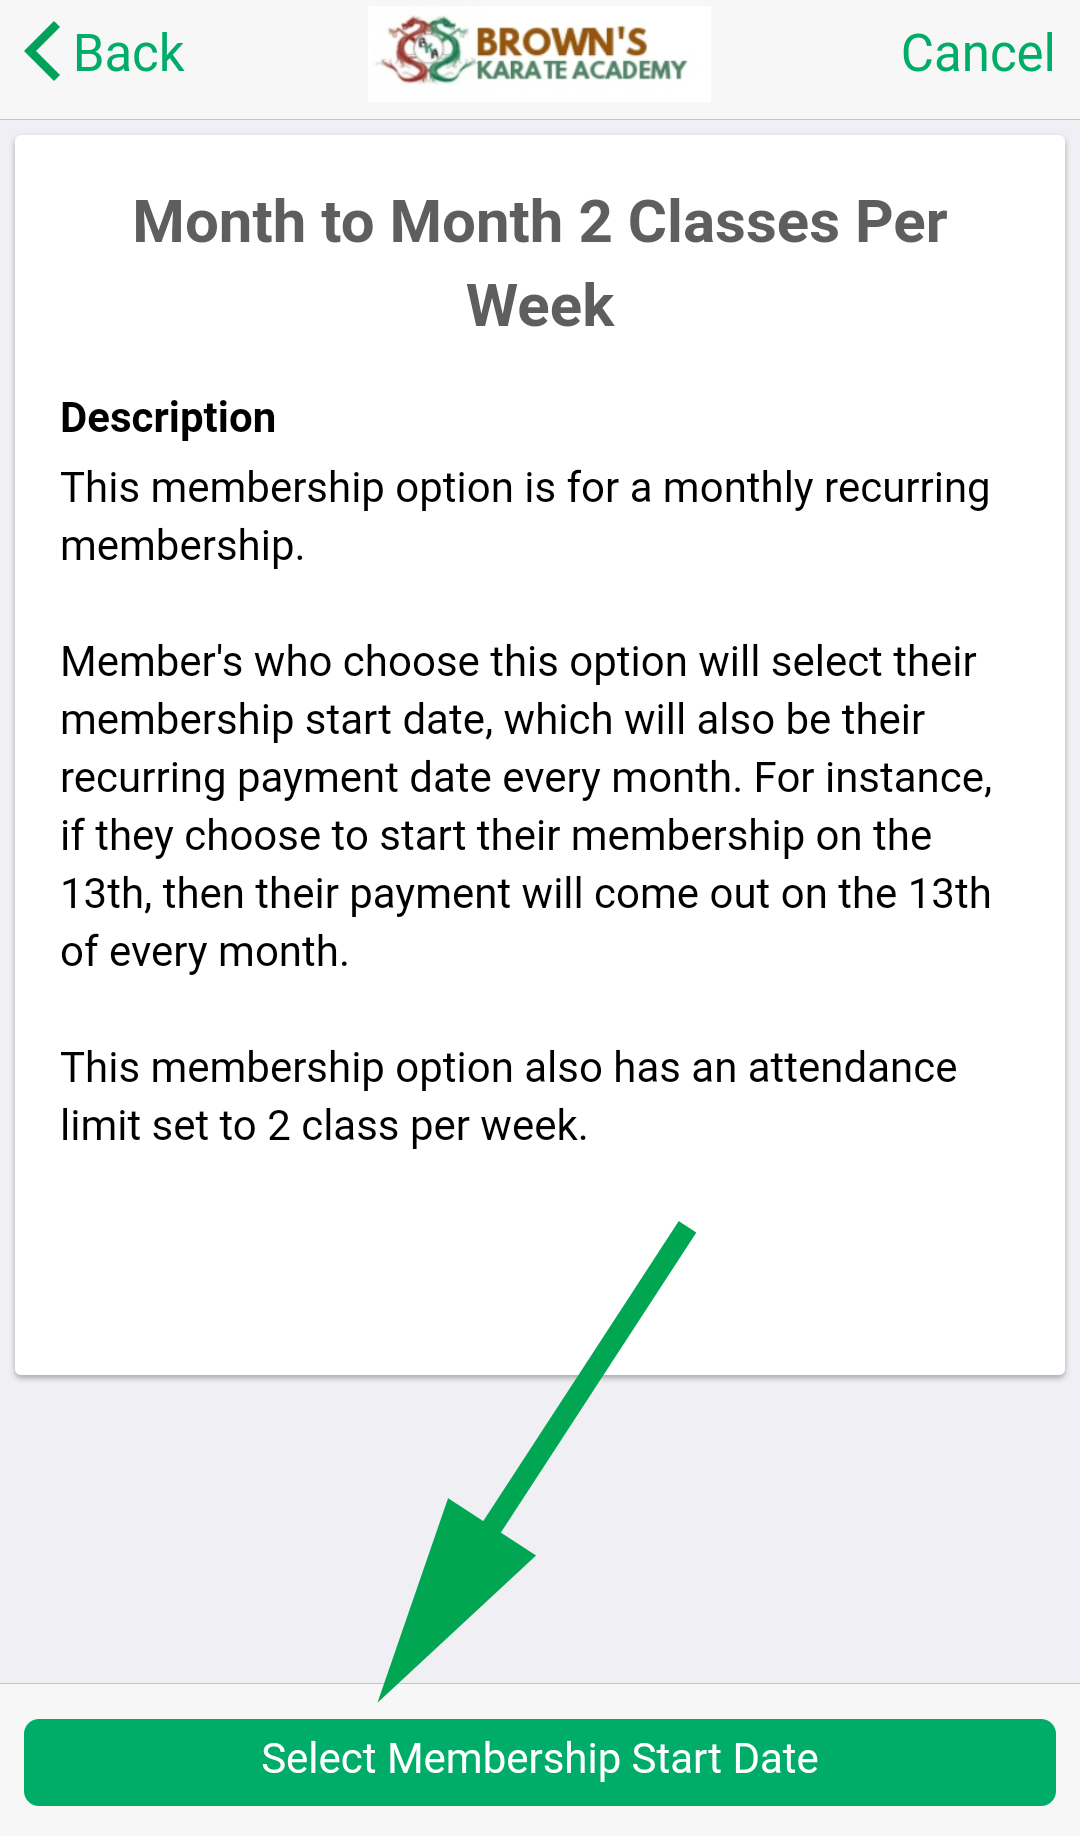 Back
BKA
BROWN'S
KARATE ACADEMY
Cancel
Month to Month 2 Classes Per
Week
Description
This membership option is for a monthly recurring
membership.
Member's who choose this option will select their
membership start date, which will also be their
recurring payment date every month. For instance,
if they choose to start their membership on the
13th, then their payment will come out on the 13th
of every month.
This membership option also has an attendance
limit set to 2 class per week.
Select Membership Start Date